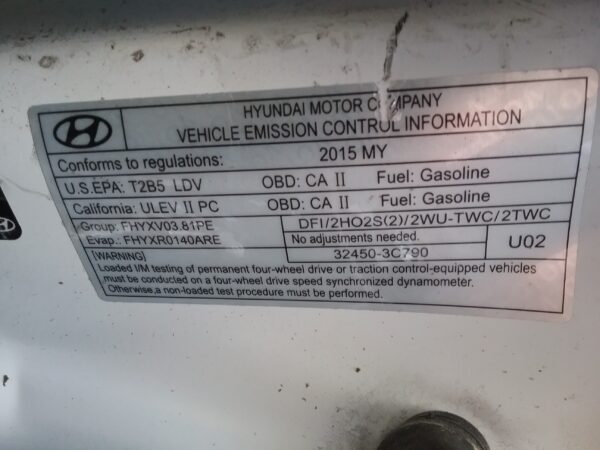 HYUNDAI MOTOR COMPANY
VEHICLE EMISSION CONTROL INFORMATION
Conforms to regulations: 2015 MY
U.S.EPA: T2B5 LDV OBD: CA II Fuel: Gasoline
California: ULEV II PC OBD: CA II Fuel: Gasoline
Group: FHYXV03.81PE DFI/2HO2S(2)/2WU-TWC/2TWC
Evap.: FHYXR0140ARE No adjustments needed. U02
32450-3C790
[WARNING]
Loaded I/M testing of permanent four-wheel drive or traction control-equipped vehicles
must be conducted on a four-wheel drive speed synchronized dynamometer.
Otherwise,a non-loaded test procedure must be performed.